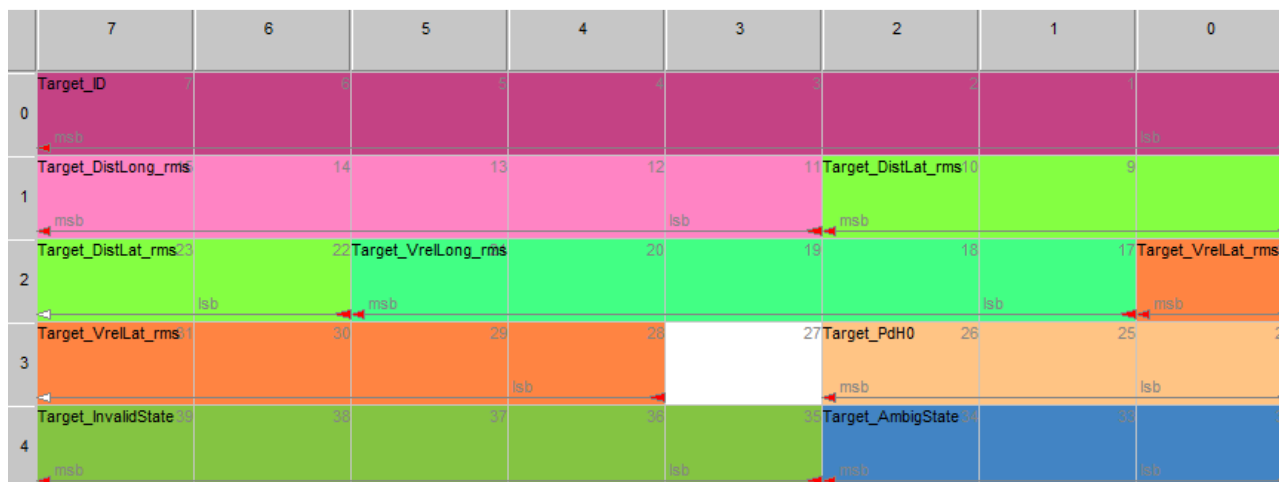 7 6 5 4 3 2 1 0
Target_ID 7 6 5 4 3 2 1
0
msb lsb
Target_DistLong_rms 14 13 12 11 Target_DistLat_rms 10 9
1
msb lsb msb
Target_DistLat_rms 23 22 Target_VrelLong_rms 20 19 18 17 Target_VrelLat_rms
2
lsb msb lsb msb
Target_VrelLat_rms 31 30 29 28 27 Target_PdH0 26 25
3
lsb msb lsb
Target_InvalidState 39 38 37 36 35 Target_AmbigState 34 33
4
msb lsb msb lsb